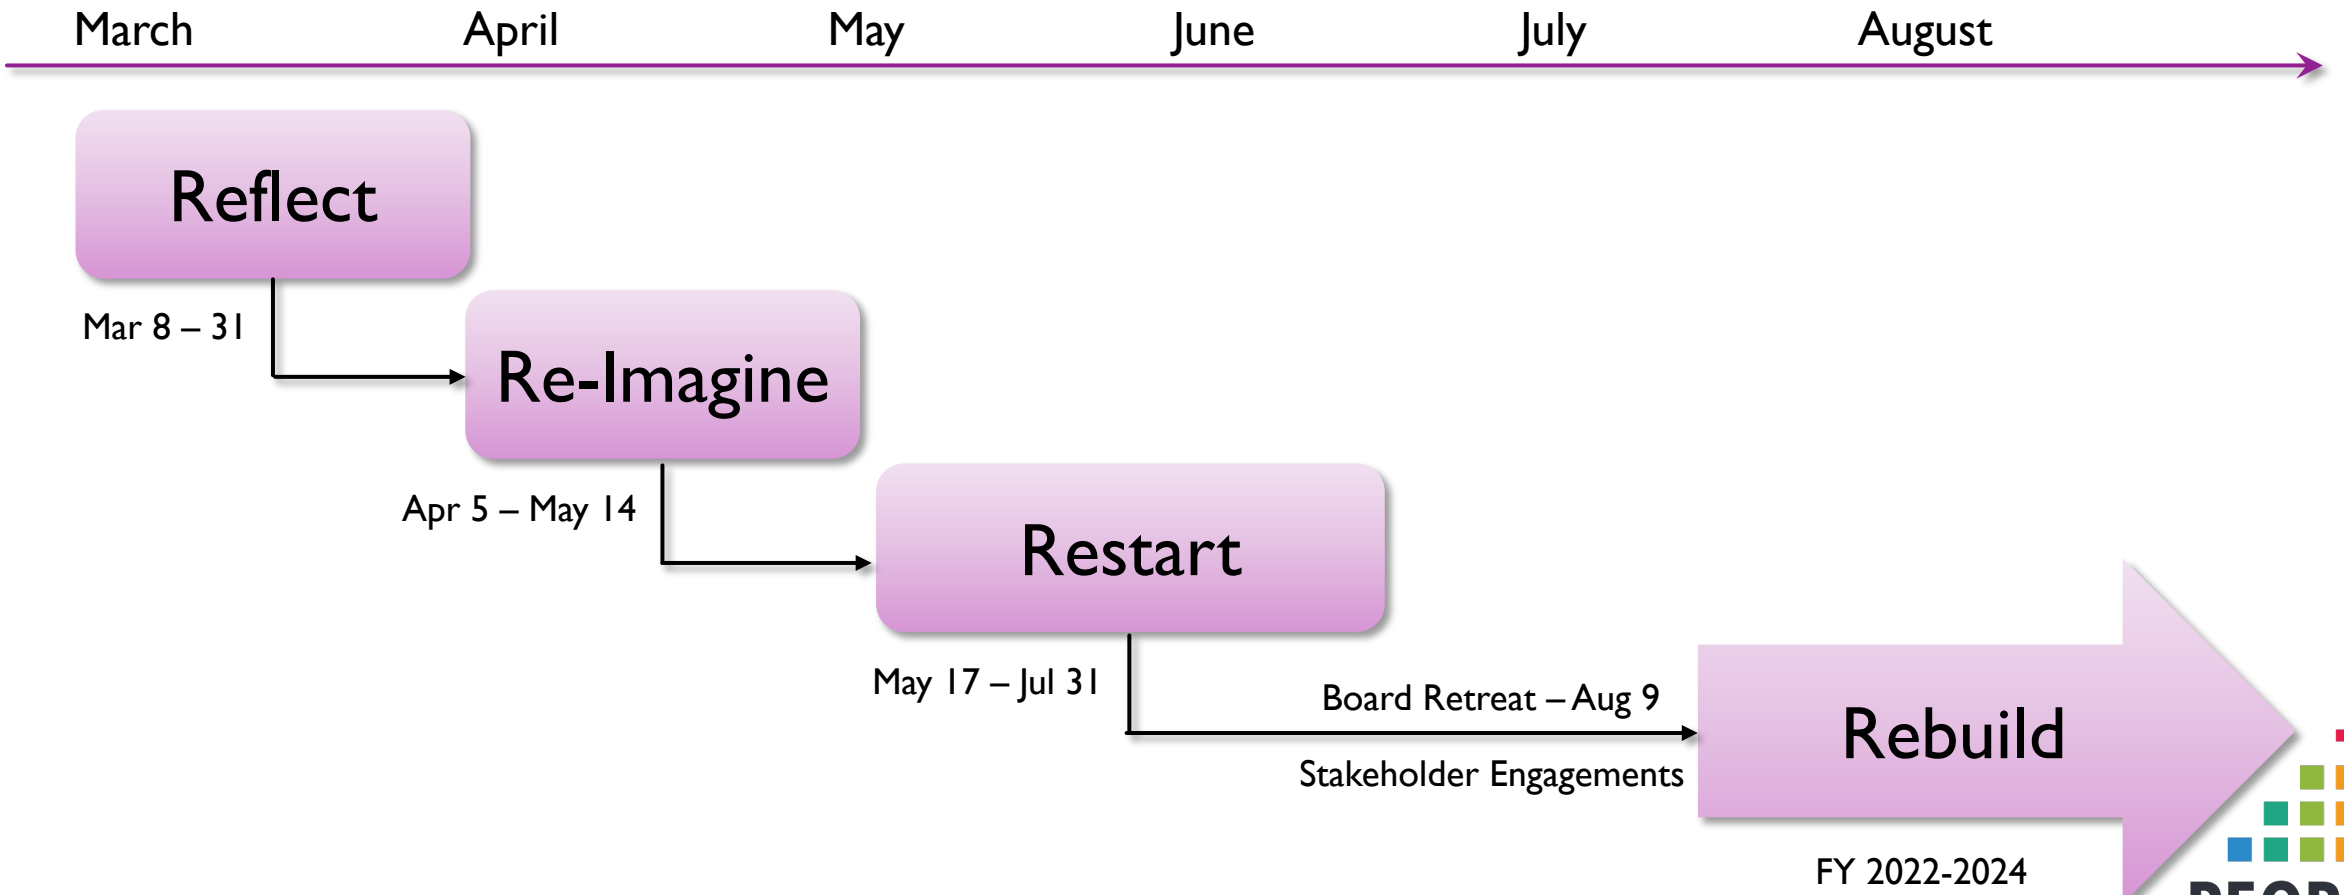 March April May June July August
Reflect
Mar 8 – 31
Re-Imagine
Apr 5 – May 14
Restart
May 17 – Jul 31
Board Retreat – Aug 9
Stakeholder Engagements
Rebuild
FY 2022-2024